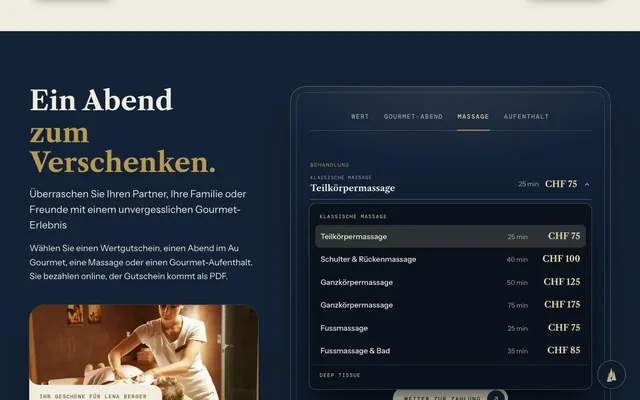 Ein Abend
zum
Verschenken.
Überraschen Sie Ihren Partner, Ihre Familie oder
Freunde mit einem unvergesslichen Gourmet-
Erlebnis
Wählen Sie einen Wertgutschein, einen Abend im Au
Gourmet, eine Massage oder einen Gourmet-Aufenthalt.
Sie bezahlen online, der Gutschein kommt als PDF.
IHR GESCHENK FÜR LENA BERGER
WERT GOURMET-ABEND MASSAGE AUFENTHALT
BEHANDLUNG
KLASSISCHE MASSAGE
Teilkörpermassage 25 min CHF 75
KLASSISCHE MASSAGE
Teilkörpermassage 25 min CHF 75
Schulter & Rückenmassage 40 min CHF 100
Ganzkörpermassage 50 min CHF 125
Ganzkörpermassage 75 min CHF 175
Fussmassage 25 min CHF 75
Fussmassage & Bad 35 min CHF 85
DEEP TISSUE
WEITER ZUR ZAHLUNG